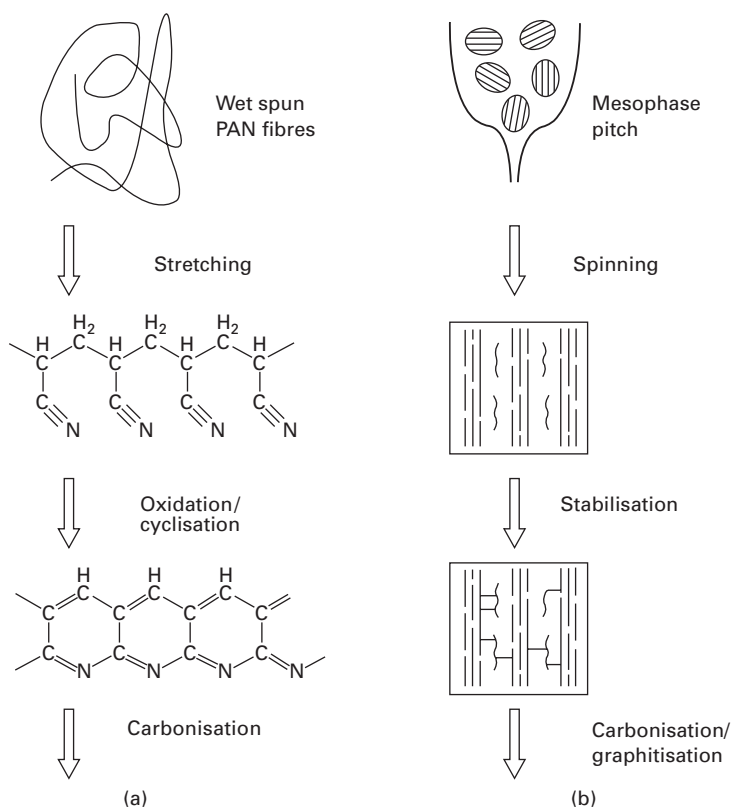 Wet spun
PAN fibres
Stretching
H H₂ H H₂ H H₂ H
C C C C C C C
C C C C
N N N N
Oxidation/
cyclisation
H H H
C C C C C C C
C N C N C N C N
Carbonisation
(a)
Mesophase
pitch
Spinning
Stabilisation
Carbonisation/
graphitisation
(b)